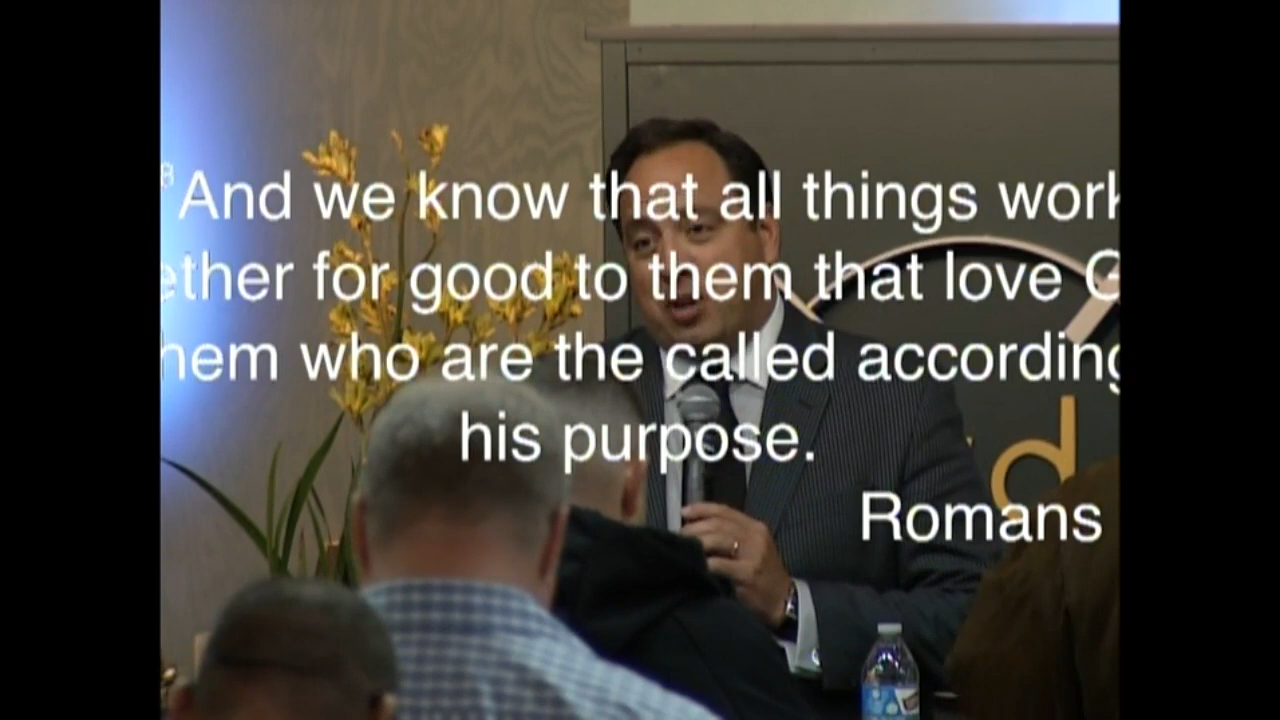 8And we know that all things work
ether for good to them that love G
hem who are the called according
his purpose.
Romans
d